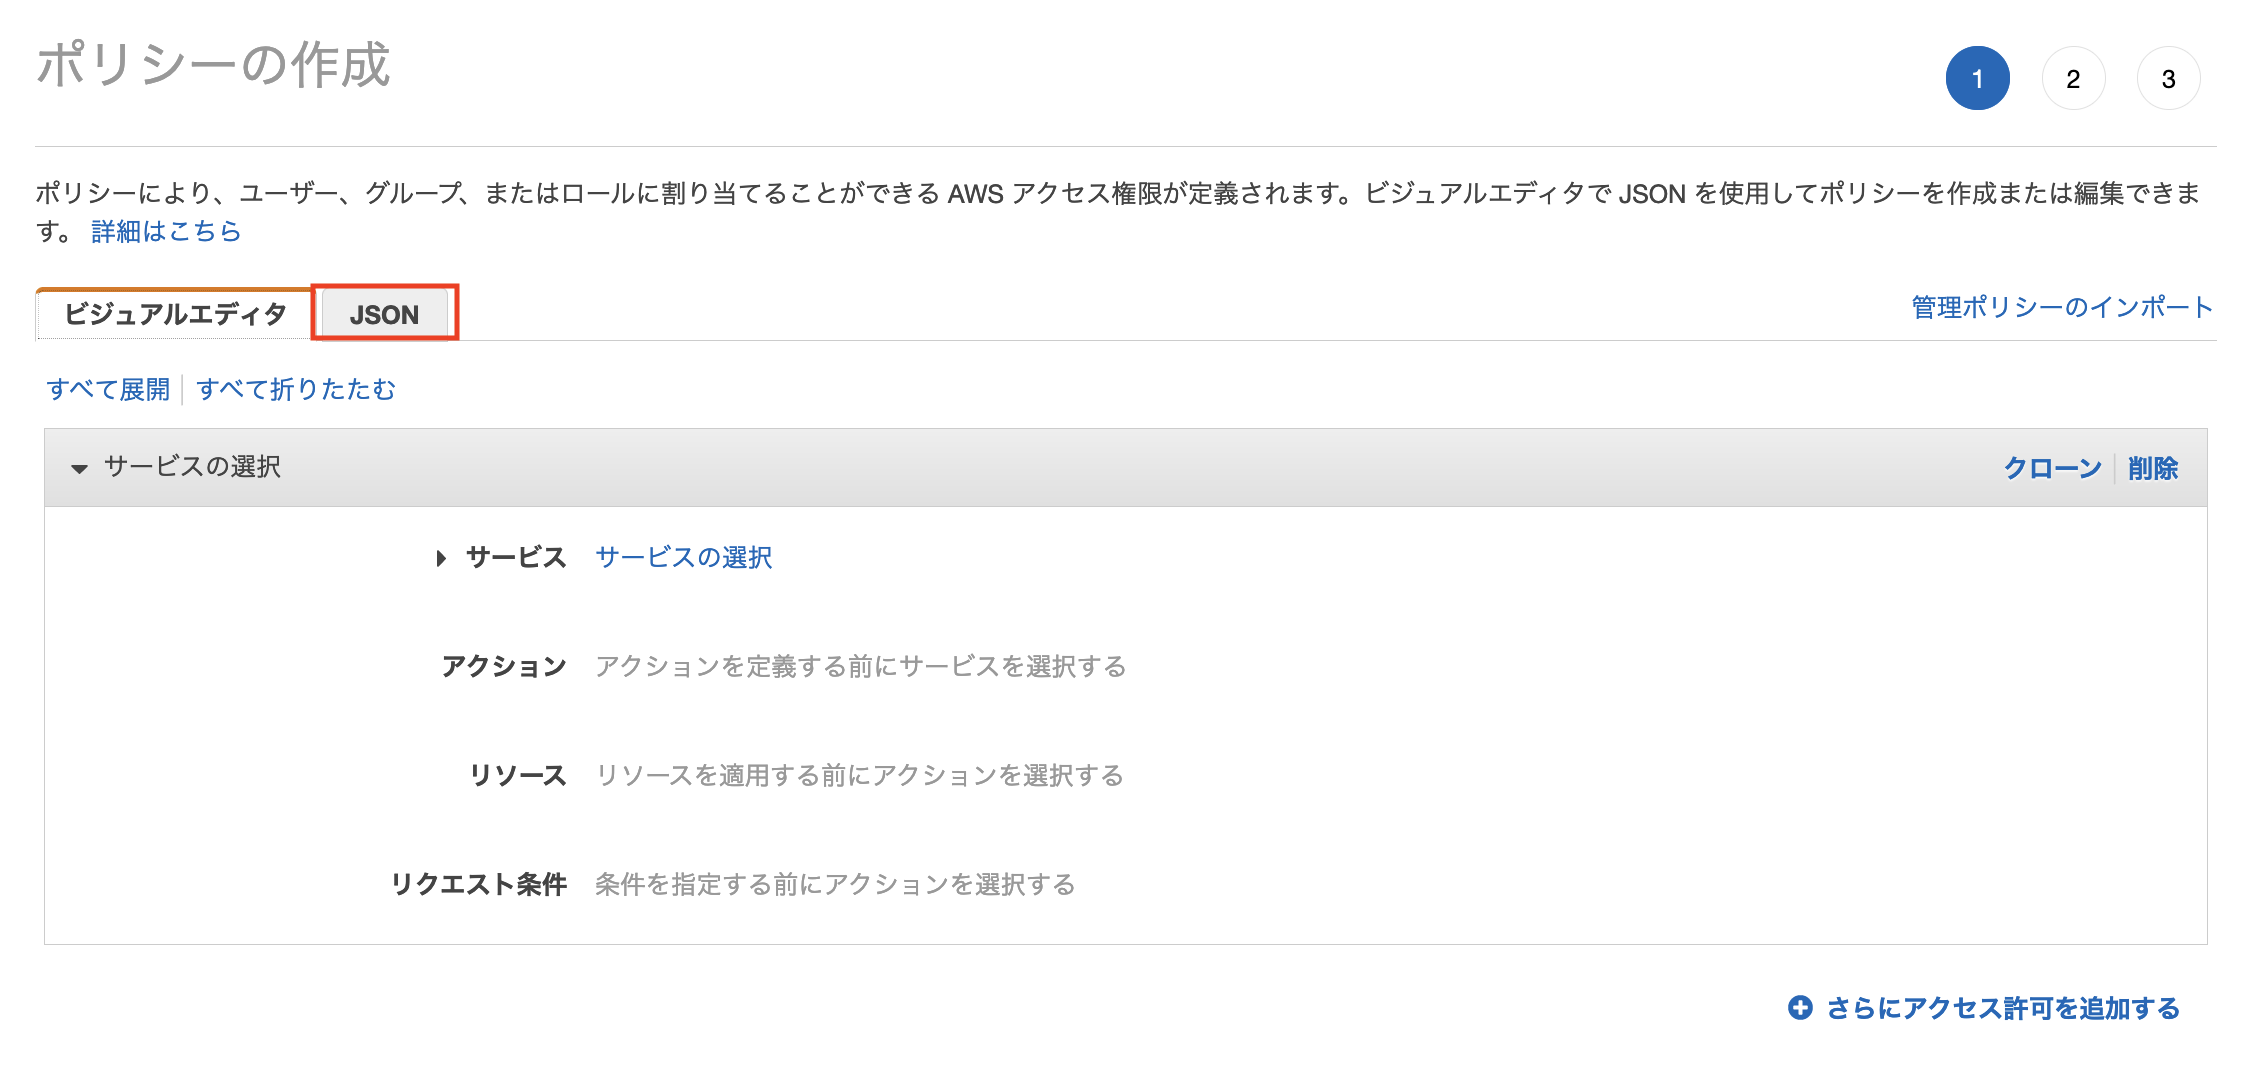 ポリシーの作成
1 2 3
ポリシーにより、ユーザー、グループ、またはロールに割り当てることができる AWS アクセス権限が定義されます。ビジュアルエディタで JSON を使用してポリシーを作成または編集できま
す。 詳細はこちら
ビジュアルエディタ JSON 管理ポリシーのインポート
すべて展開 すべて折りたたむ
サービスの選択 クローン 削除
サービス サービスの選択
アクション アクションを定義する前にサービスを選択する
リソース リソースを適用する前にアクションを選択する
リクエスト条件 条件を指定する前にアクションを選択する
さらにアクセス許可を追加する